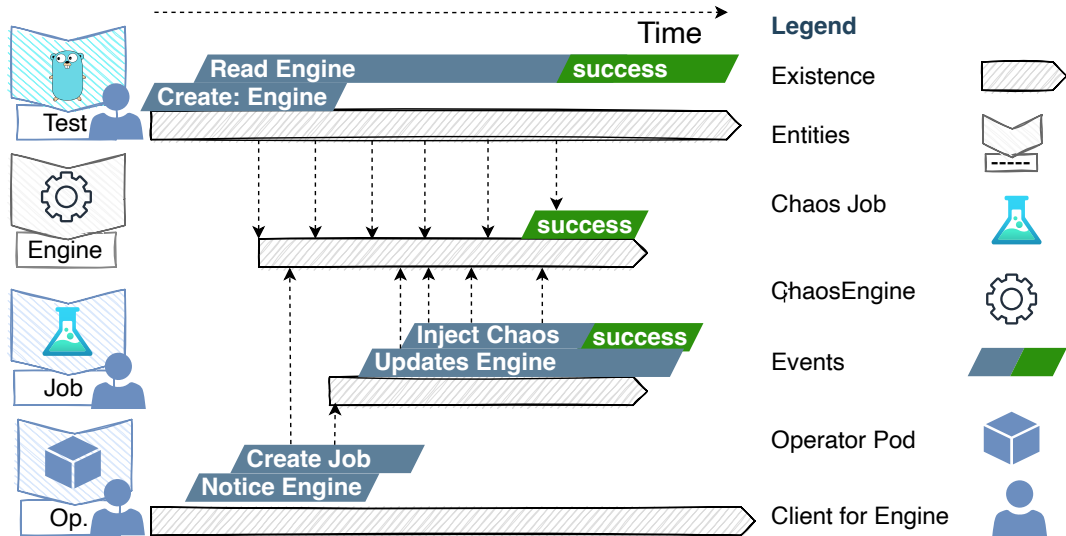 Time
Legend
Read Engine
success
Create: Engine
Test
Existence
Entities
Engine
success
Chaos Job
ChaosEngine
Inject Chaos
success
Updates Engine
Job
Events
Create Job
Notice Engine
Op.
Operator Pod
Client for Engine